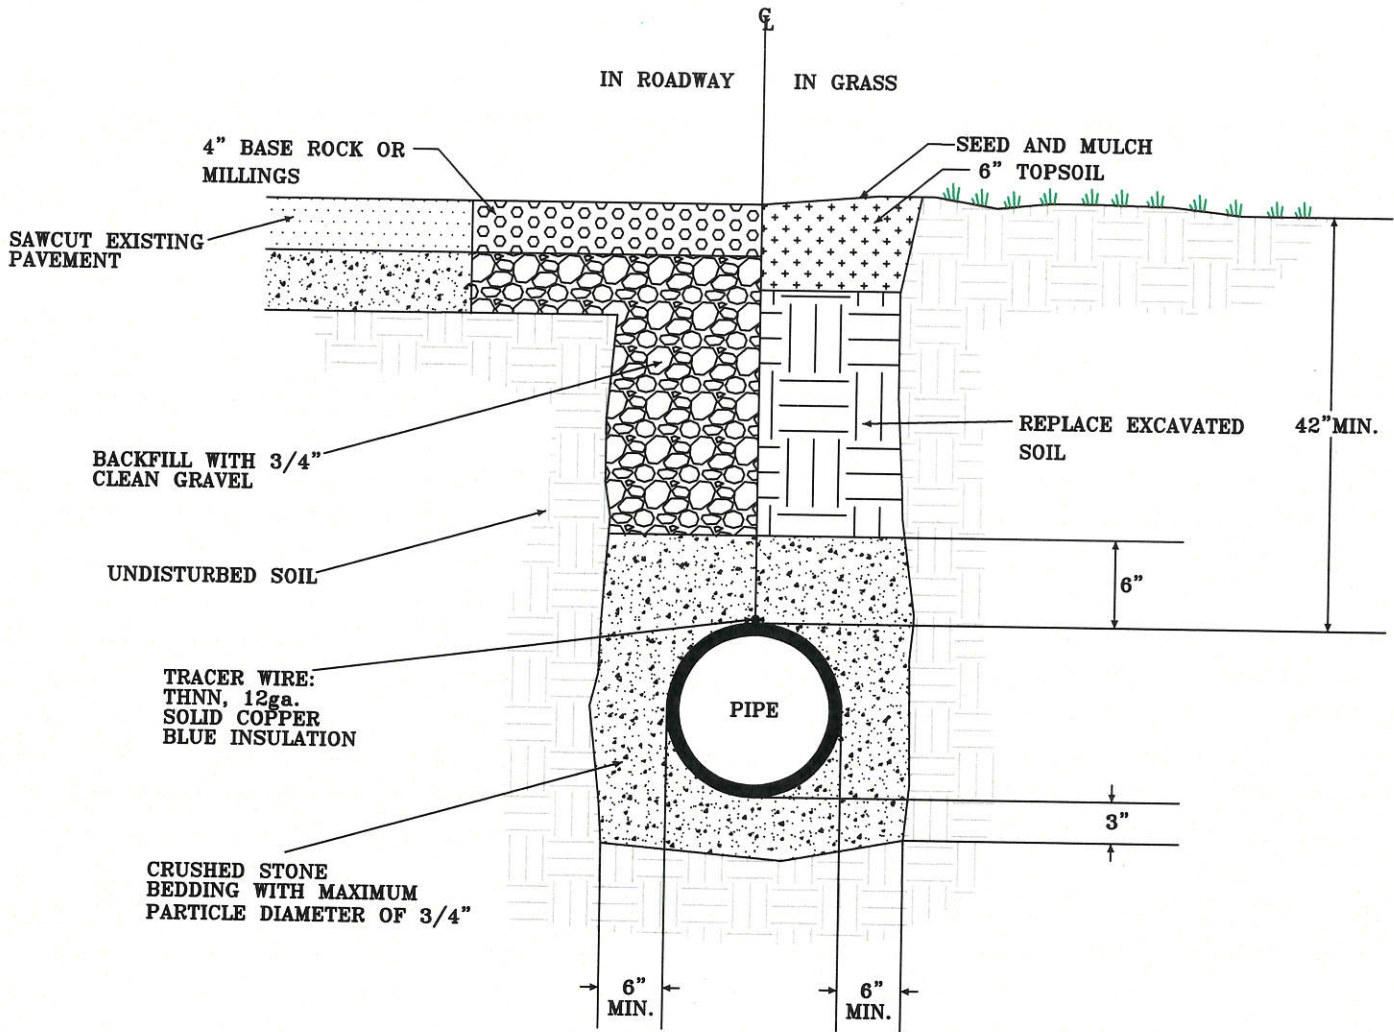 ℄
IN ROADWAY
IN GRASS
4” BASE ROCK OR
MILLINGS
SEED AND MULCH
6” TOPSOIL
SAWCUT EXISTING
PAVEMENT
BACKFILL WITH 3/4”
CLEAN GRAVEL
REPLACE EXCAVATED
SOIL
42”MIN.
UNDISTURBED SOIL
6”
TRACER WIRE:
THNN, 12ga.
SOLID COPPER
BLUE INSULATION
PIPE
3”
CRUSHED STONE
BEDDING WITH MAXIMUM
PARTICLE DIAMETER OF 3/4”
6”
MIN.
6”
MIN.